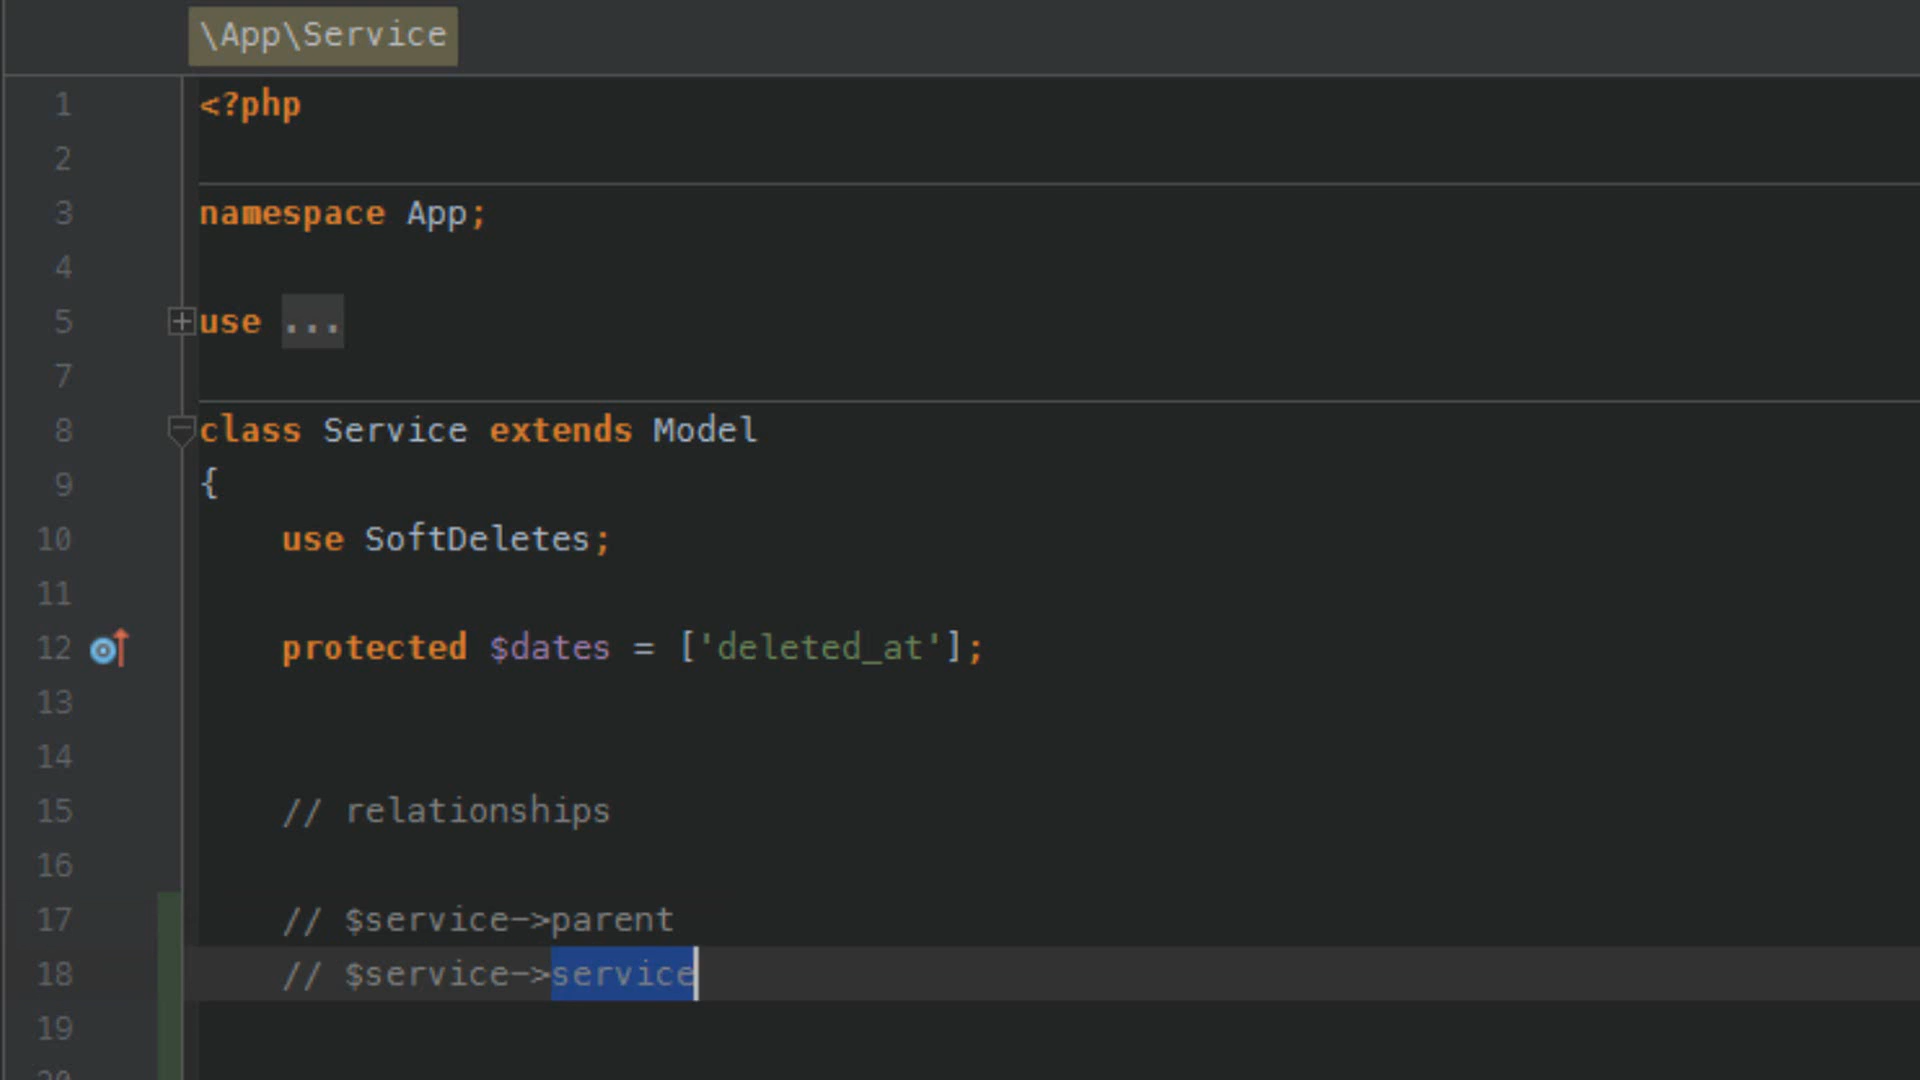 \App\Service
1 <?php
2
3 namespace App;
4
5 use ...
7
8 class Service extends Model
9 {
10 use SoftDeletes;
11
12 protected $dates = ['deleted_at'];
13
14
15 // relationships
16
17 // $service->parent
18 // $service->service
19
20